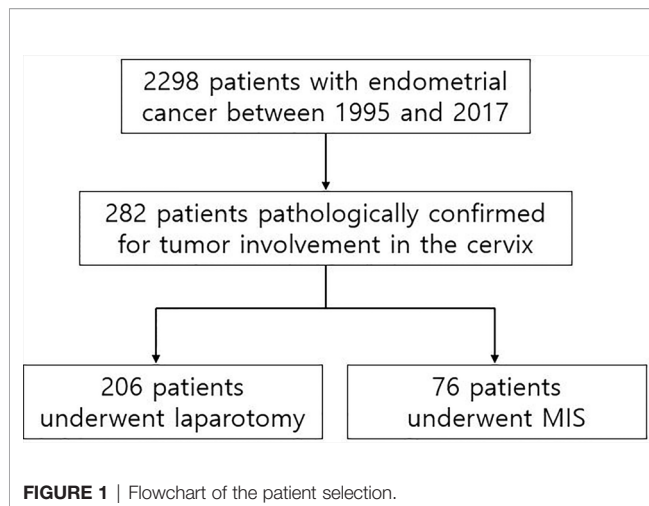 2298 patients with endometrial
cancer between 1995 and 2017
282 patients pathologically confirmed
for tumor involvement in the cervix
206 patients
underwent laparotomy
76 patients
underwent MIS
FIGURE 1 | Flowchart of the patient selection.